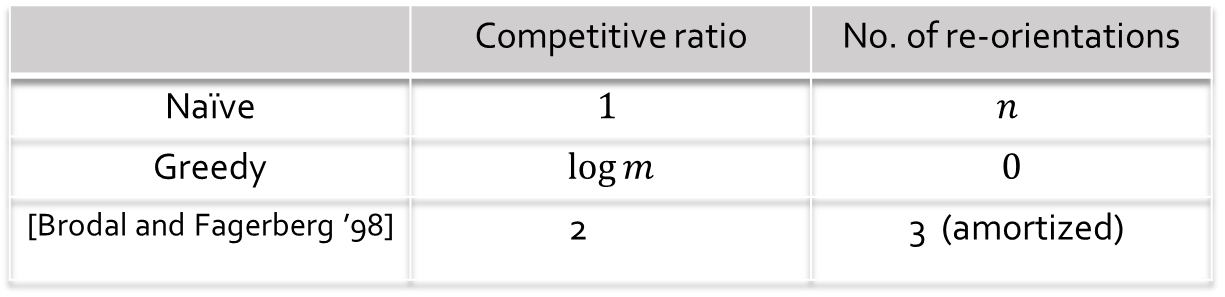 Competitive ratio No. of re-orientations
Naïve 1 n
Greedy log m 0
[Brodal and Fagerberg ’98] 2 3 (amortized)